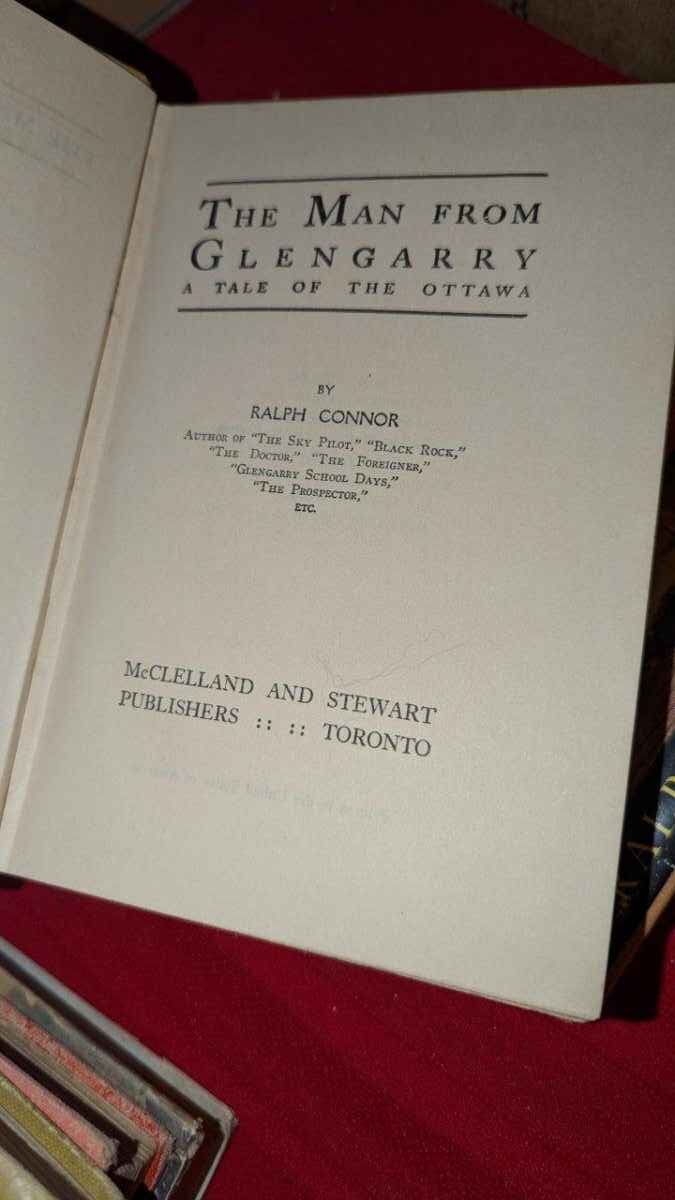 THE MAN FROM
GLENGARRY
A TALE OF THE OTTAWA
BY
RALPH CONNOR
AUTHOR OF "THE SKY PILOT," "BLACK ROCK,"
"THE DOCTOR," "THE FOREIGNER,"
"GLENGARRY SCHOOL DAYS,"
"THE PROSPECTOR,"
ETC.
McCLELLAND AND STEWART
PUBLISHERS :: :: TORONTO